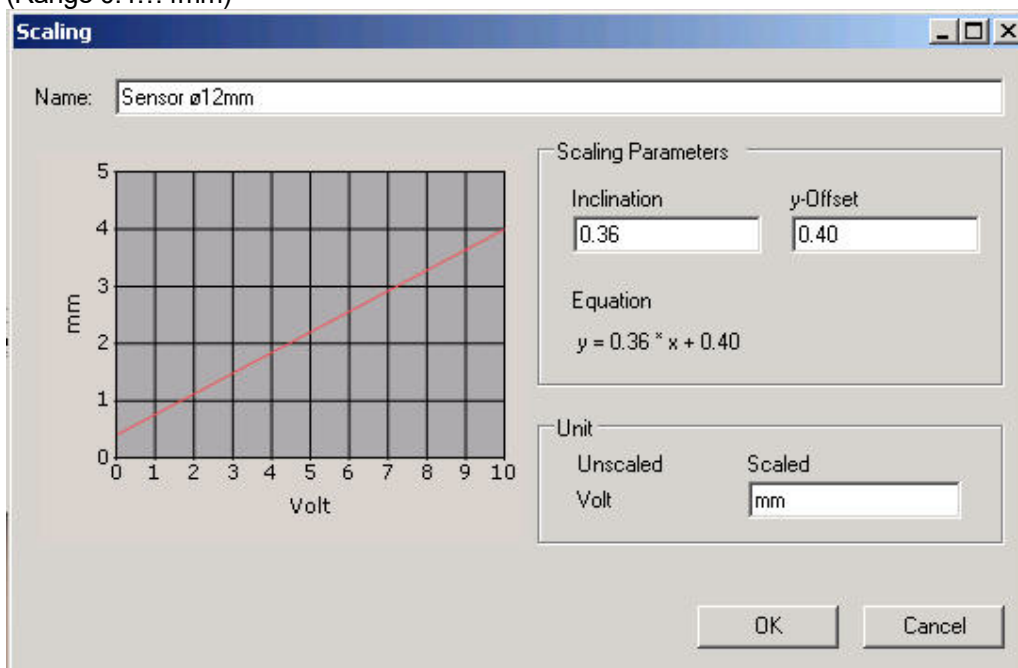 Scaling
Name: Sensor ø12mm
5
4
3
2
1
0
mm
0 1 2 3 4 5 6 7 8 9 10
Volt
Scaling Parameters
Inclination y-Offset
0.36 0.40
Equation
y = 0.36 * x + 0.40
Unit
Unscaled Scaled
Volt mm
OK Cancel